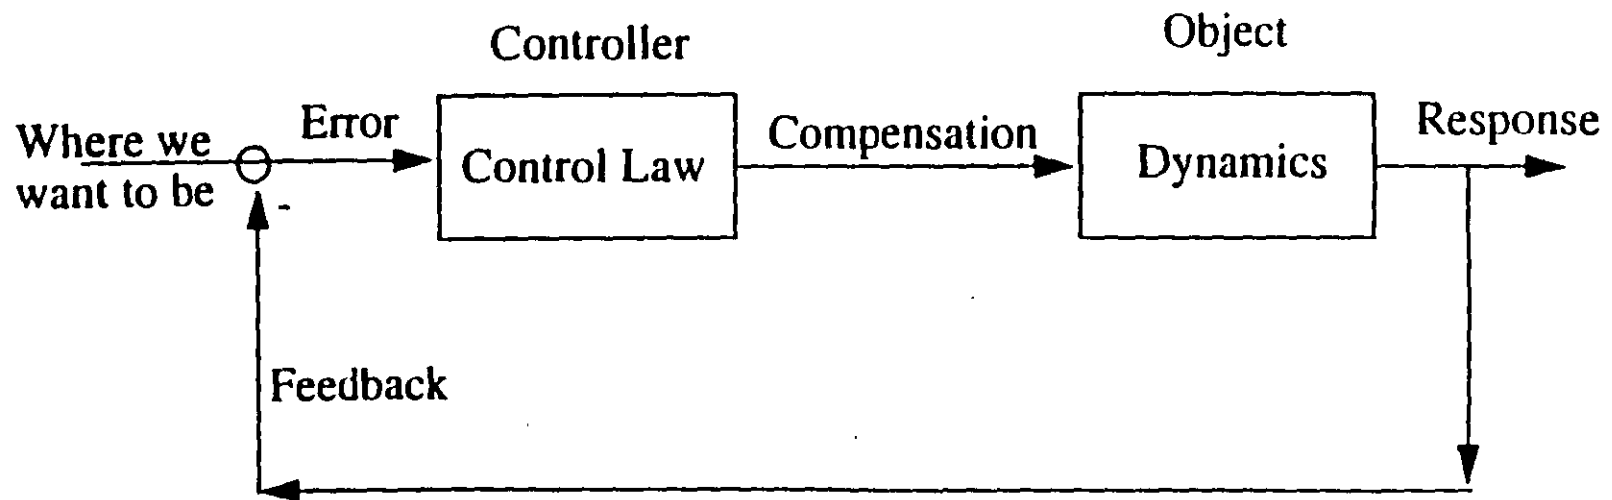 Controller
Object
Where we
want to be
Error
Control Law
Compensation
Dynamics
Response
-
Feedback